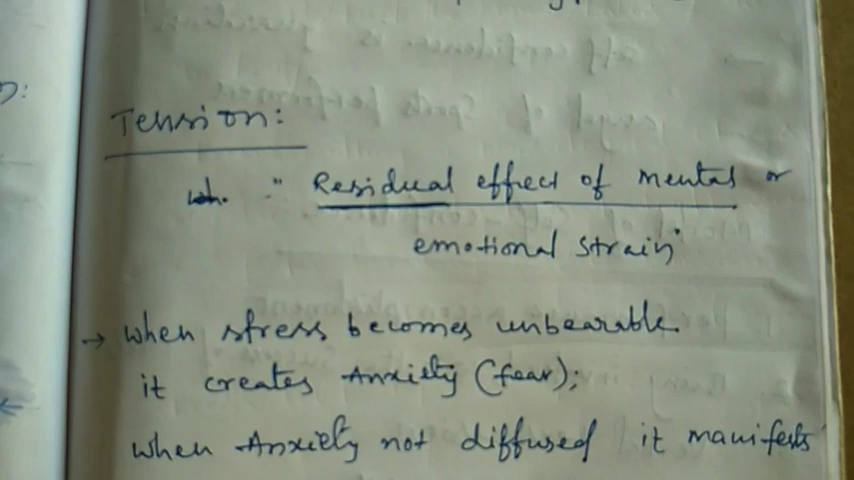 Tension:
" Residual effect of mental or
emotional strain"
→ when stress becomes unbearable
it creates Anxiety (fear);
when Anxiety not diffused it manifests